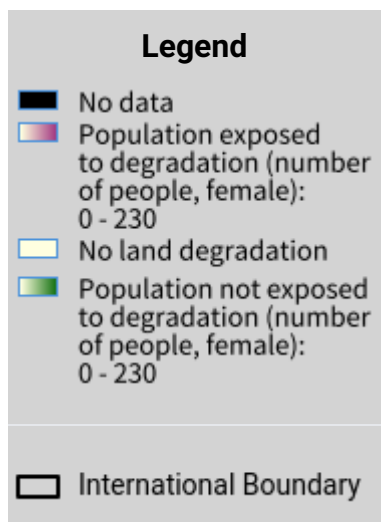 Legend
No data
Population exposed
to degradation (number
of people, female):
0 - 230
No land degradation
Population not exposed
to degradation (number
of people, female):
0 - 230
International Boundary